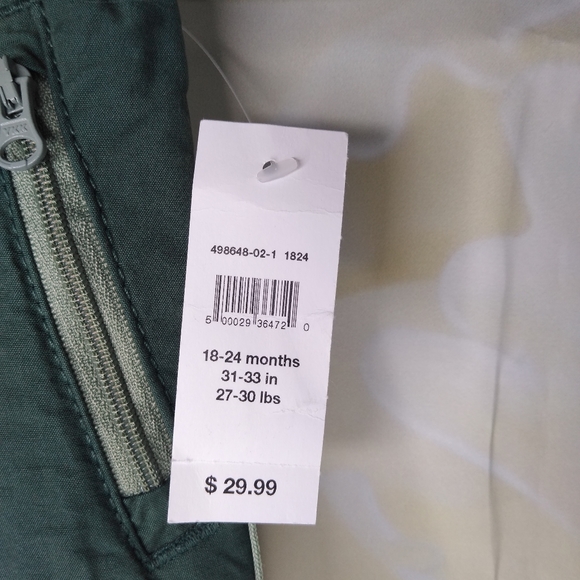 YKK
498648-02-1 1824
5 00029 36472 0
18-24 months
31-33 in
27-30 lbs
$ 29.99